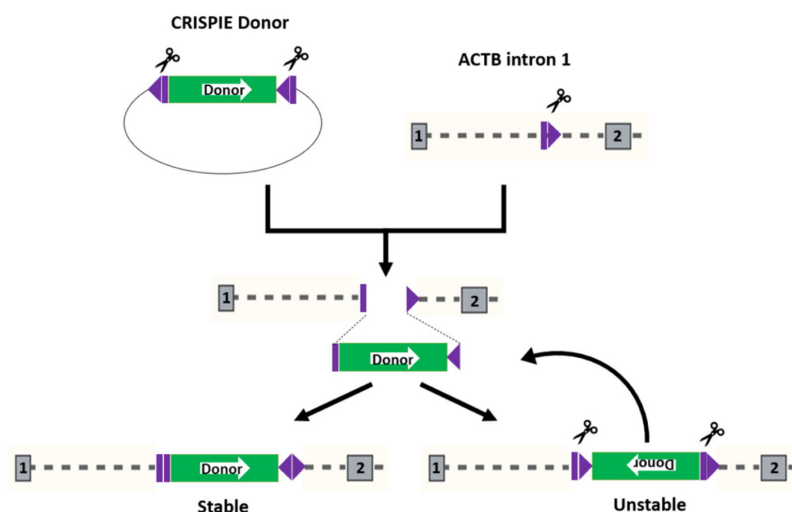 CRISPIE Donor
ACTB intron 1
Donor
1 2
1 2
Donor
1 Donor 2
1 Donor 2
Stable
Unstable